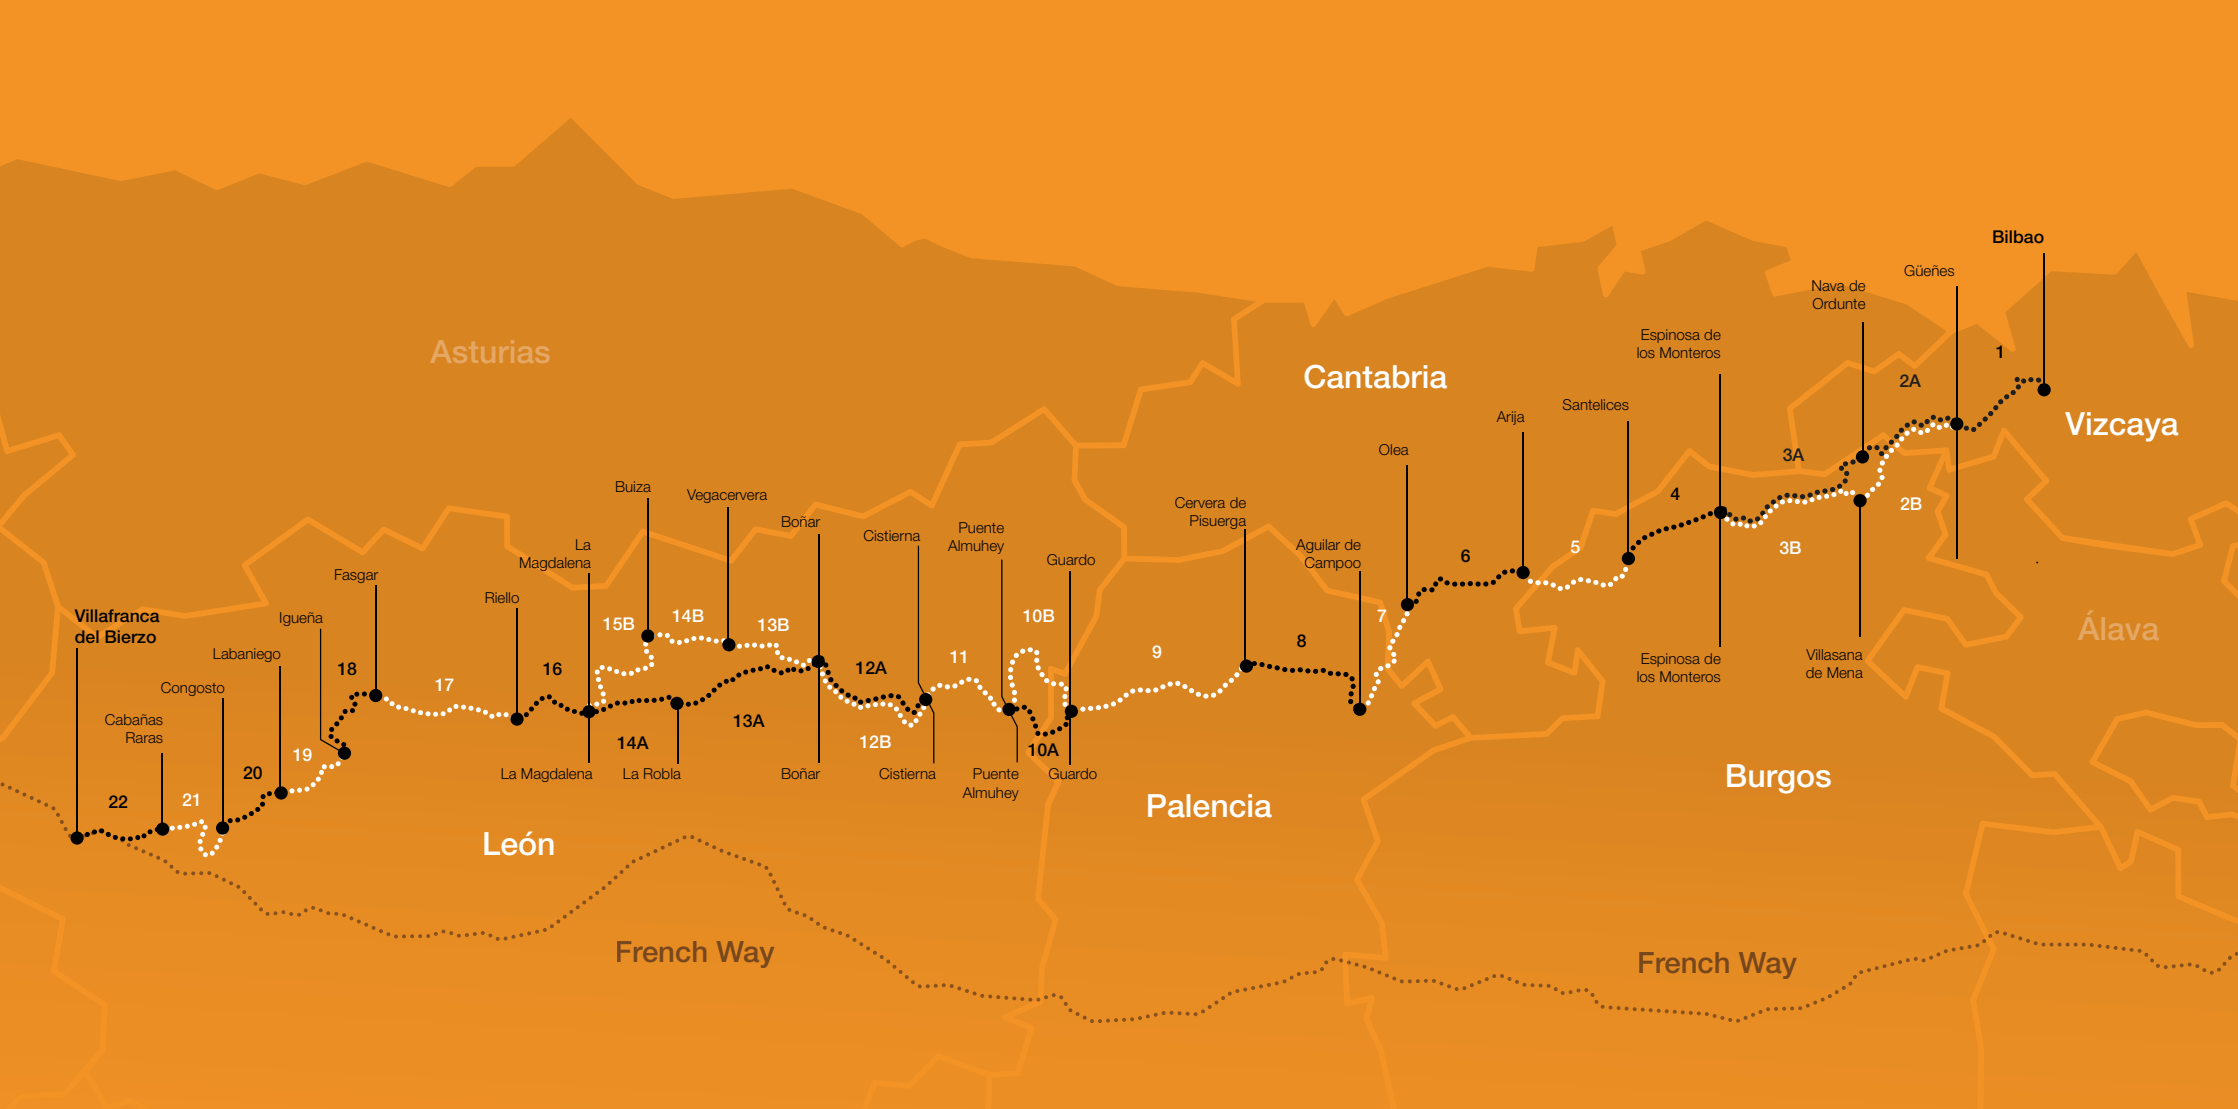 Bilbao
Güeñes
Nava de
Ordunte
Espinosa de
los Monteros
1
2A
Asturias
Cantabria
Santelices
Arija
Vizcaya
Olea
3A
Buiza
Vegacervera
4
Cervera de
Pisuerga
2B
Boñar
Cistierna
Puente
Almuhey
La
Magdalena
Guardo
Aguilar de
Campoo
6
5
3B
Fasgar
Riello
Villafranca
del Bierzo
Igueña
15B
14B
13B
10B
7
Álava
Labaniego
8
9
11
Espinosa de
los Monteros
Villasana
de Mena
18
17
16
12A
Congosto
Cabañas
Raras
13A
14A
12B
10A
19
20
La Magdalena
La Robla
Boñar
Cistierna
Puente
Almuhey
Guardo
Burgos
22
21
Palencia
León
French Way
French Way